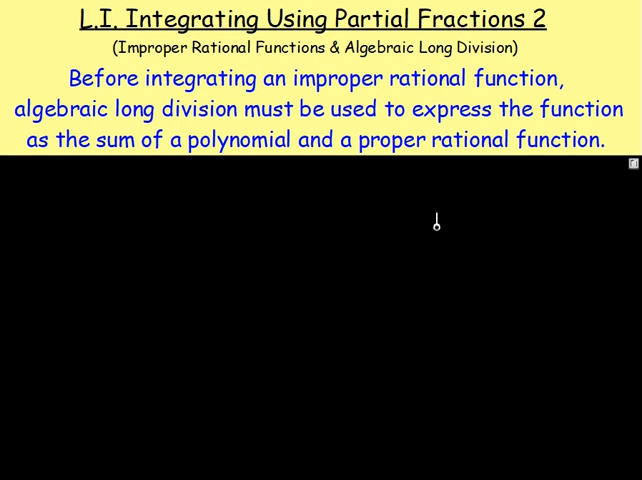 L.I. Integrating Using Partial Fractions 2
(Improper Rational Functions & Algebraic Long Division)
Before integrating an improper rational function,
algebraic long division must be used to express the function
as the sum of a polynomial and a proper rational function.